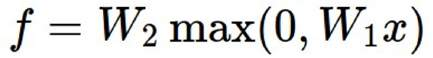 f = W₂ max(0, W₁x)